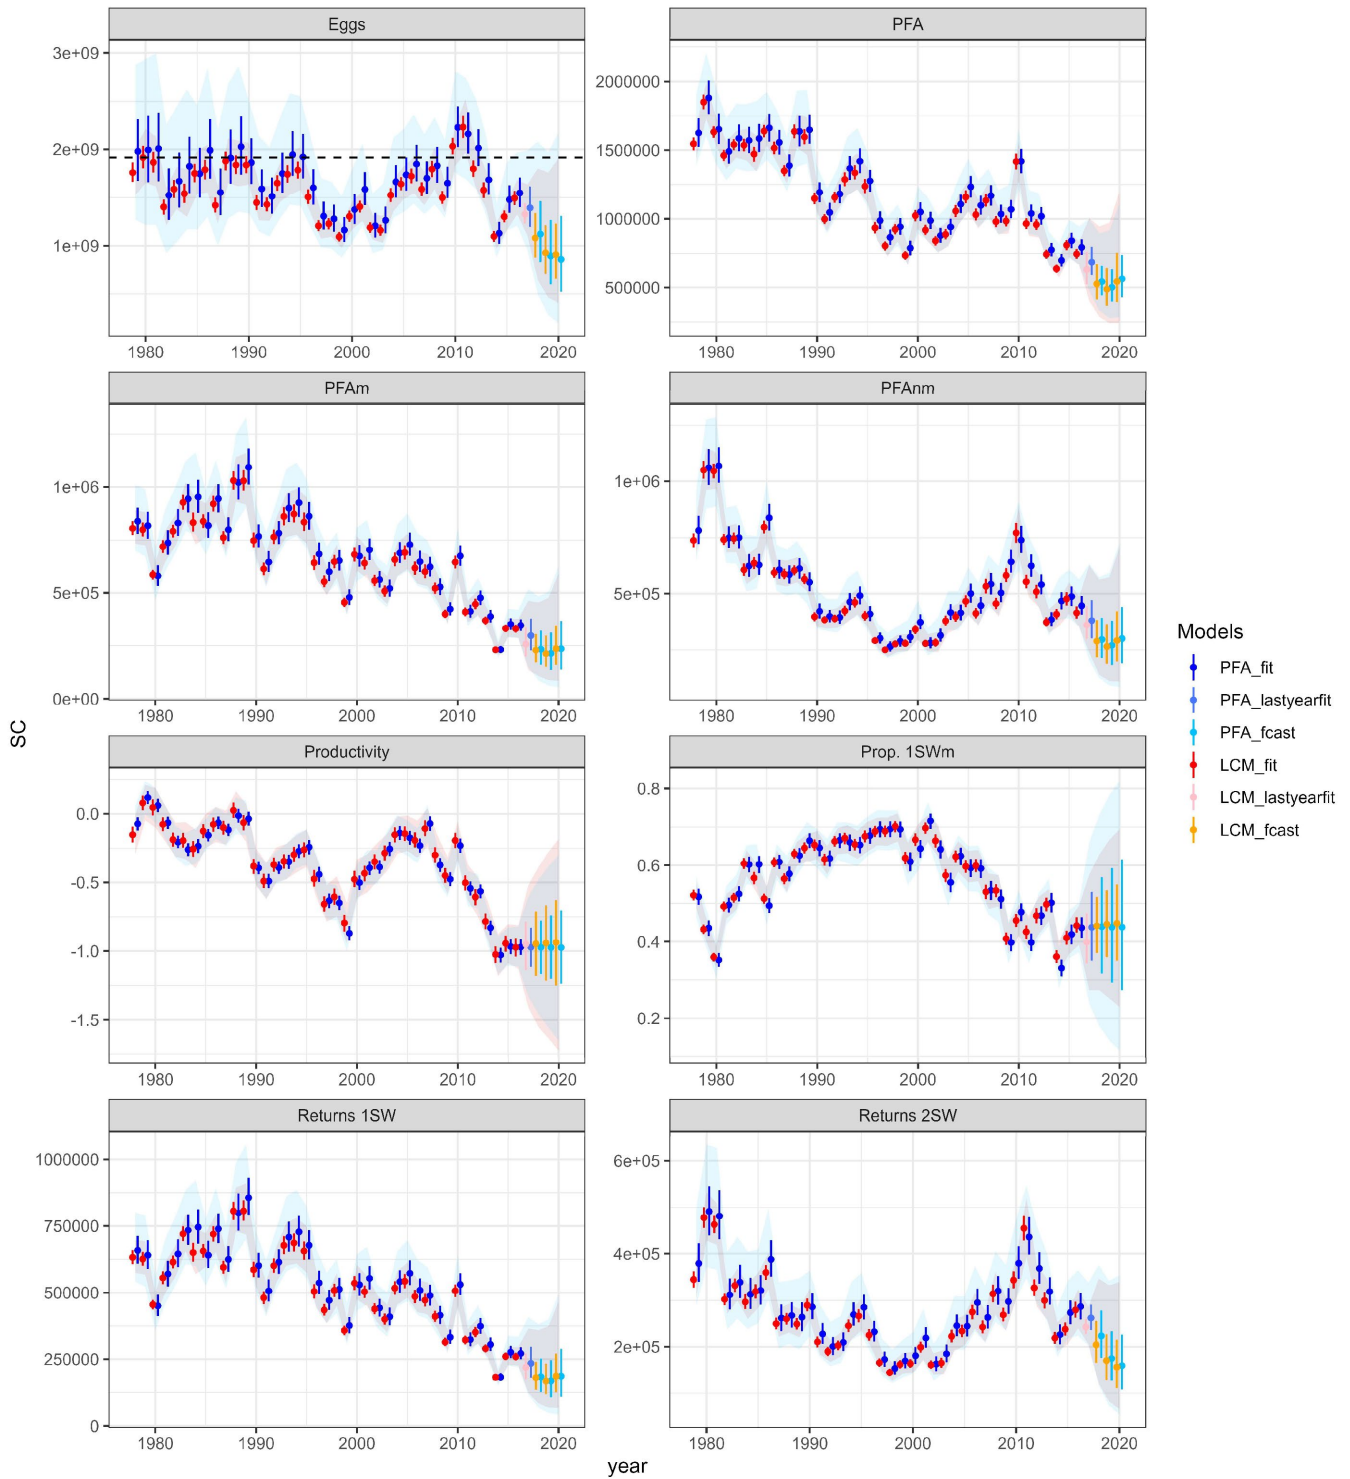 Eggs
PFA
3e+09
2e+09
1e+09
2000000
1500000
1000000
500000
1980 1990 2000 2010 2020
1980 1990 2000 2010 2020
PFAm
PFAnm
1e+06
5e+05
0e+00
1e+06
5e+05
1980 1990 2000 2010 2020
1980 1990 2000 2010 2020
SC
Productivity
Prop. 1SWm
0.0
-0.5
-1.0
-1.5
0.8
0.6
0.4
0.2
1980 1990 2000 2010 2020
1980 1990 2000 2010 2020
Returns 1SW
Returns 2SW
1000000
750000
500000
250000
0
6e+05
4e+05
2e+05
1980 1990 2000 2010 2020
1980 1990 2000 2010 2020
year
Models
PFA_fit
PFA_lastyearfit
PFA_fcast
LCM_fit
LCM_lastyearfit
LCM_fcast